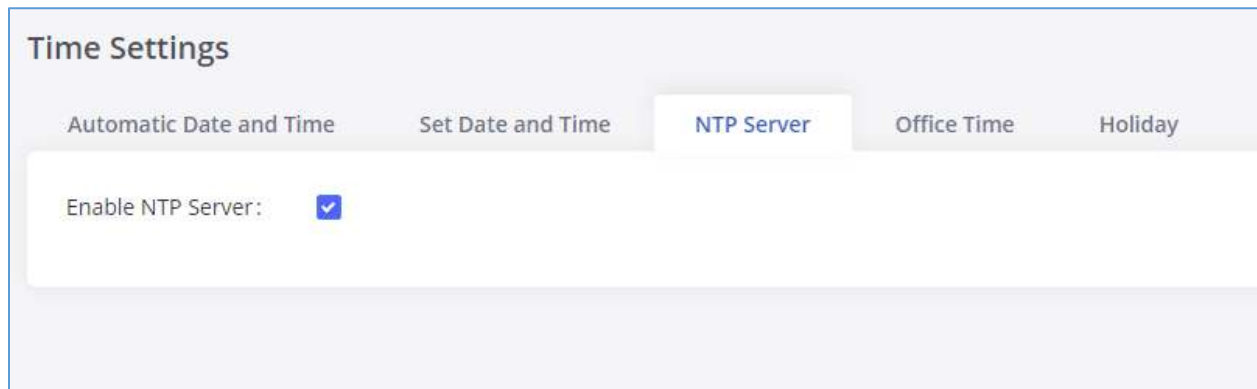 Time Settings
Automatic Date and Time Set Date and Time NTP Server Office Time Holiday
Enable NTP Server: